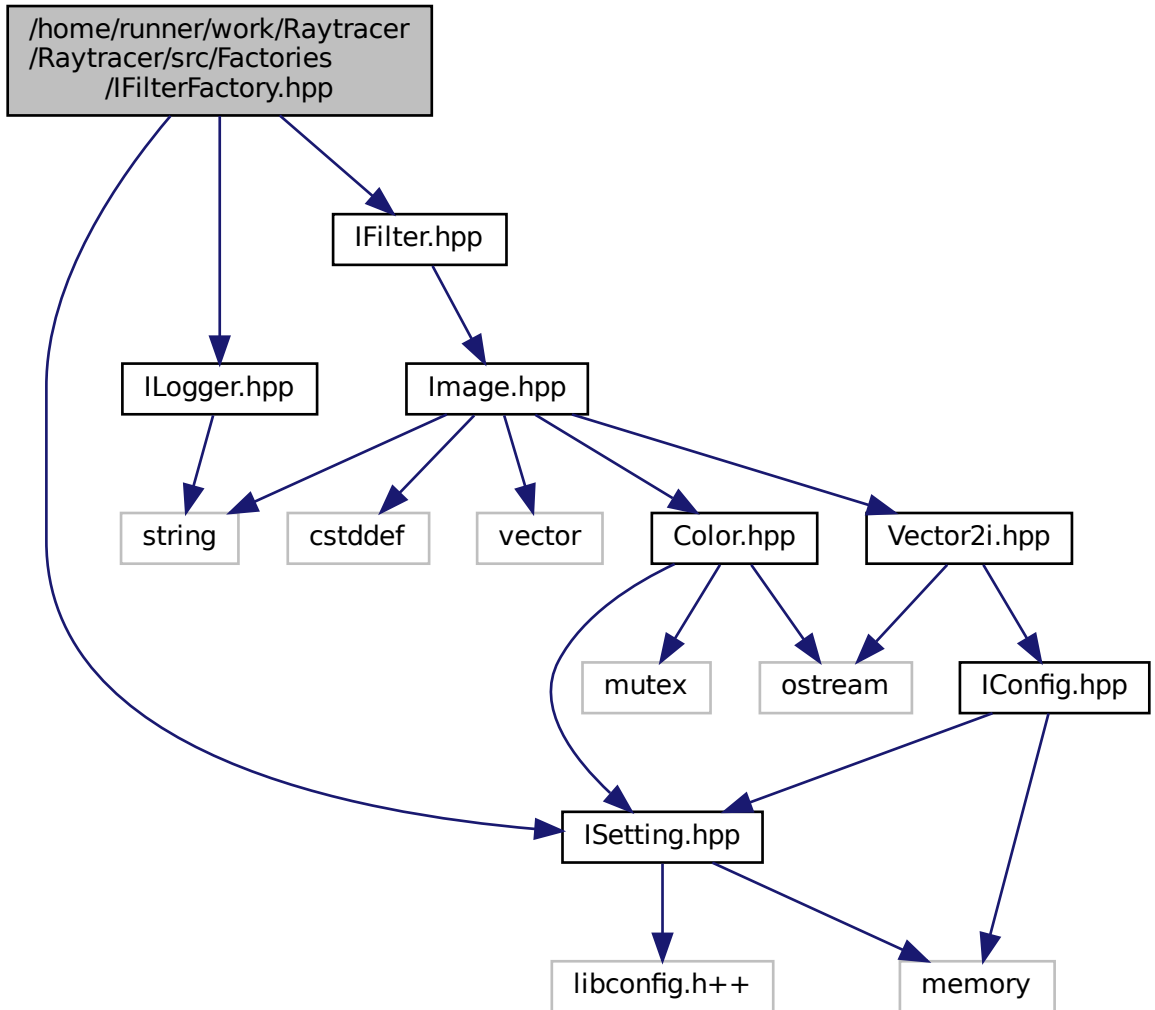 /home/runner/work/Raytracer
/Raytracer/src/Factories
/IFilterFactory.hpp
IFilter.hpp
ILogger.hpp
Image.hpp
string
cstddef
vector
Color.hpp
Vector2i.hpp
mutex
ostream
IConfig.hpp
ISetting.hpp
libconfig.h++
memory